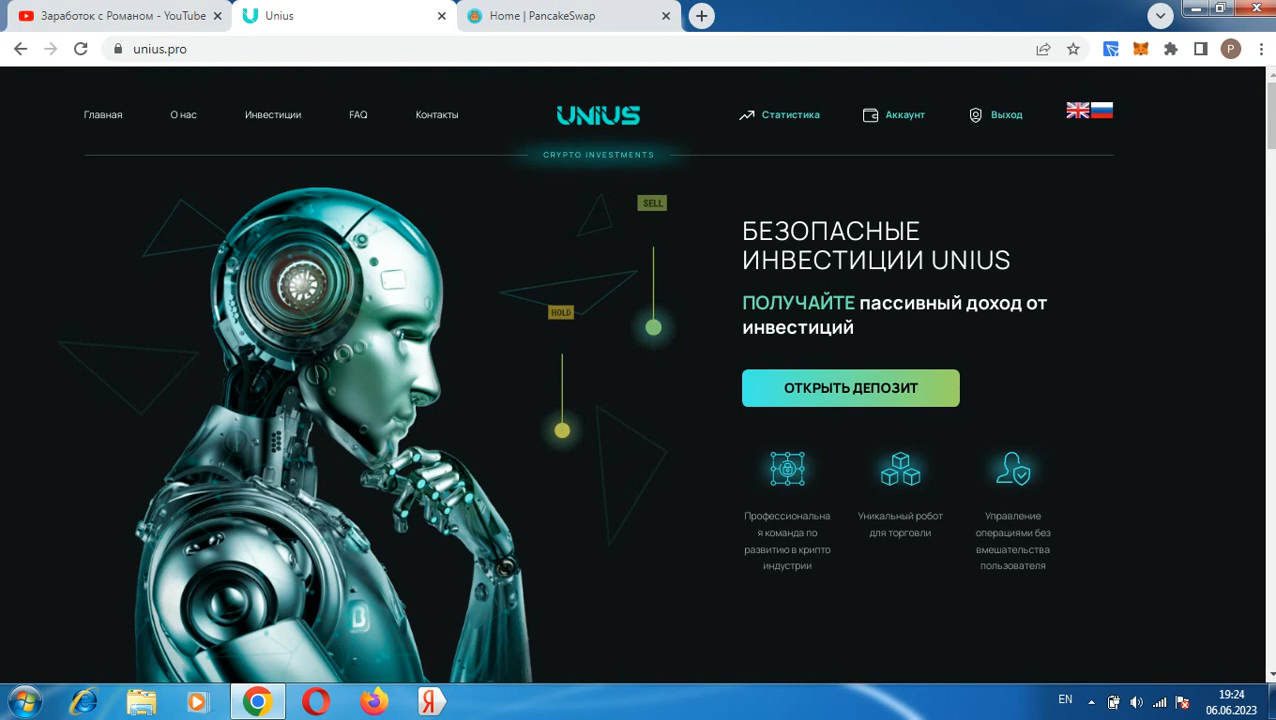 Заработок с Романом - YouTube
Unius
Home | PancakeSwap
unius.pro
P
Главная
О нас
Инвестиции
FAQ
Контакты
UNIUS
Статистика
Аккаунт
Выход
CRYPTO INVESTMENTS
SELL
БЕЗОПАСНЫЕ
ИНВЕСТИЦИИ UNIUS
ПОЛУЧАЙТЕ пассивный доход от
инвестиций
HOLD
ОТКРЫТЬ ДЕПОЗИТ
Профессиональна
я команда по
развитию в крипто
индустрии
Уникальный робот
для торговли
Управление
операциями без
вмешательства
пользователя
EN
19:24
06.06.2023